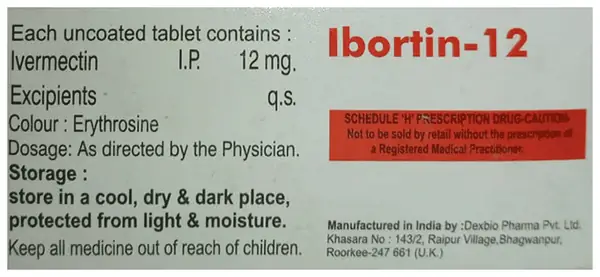 Each uncoated tablet contains :
Ivermectin I.P. 12 mg.
Excipients q.s.
Colour : Erythrosine
Dosage: As directed by the Physician.
Storage :
store in a cool, dry & dark place,
protected from light & moisture.
Keep all medicine out of reach of children.
Ibortin-12
SCHEDULE 'H' PRESCRIPTION DRUG-CAUTION
Not to be sold by retail without the prescription of
a Registered Medical Practitioner.
Manufactured in India by :Dexbio Pharma Pvt. Ltd.
Khasara No : 143/2, Raipur Village,Bhagwanpur,
Roorkee-247 661 (U.K.)